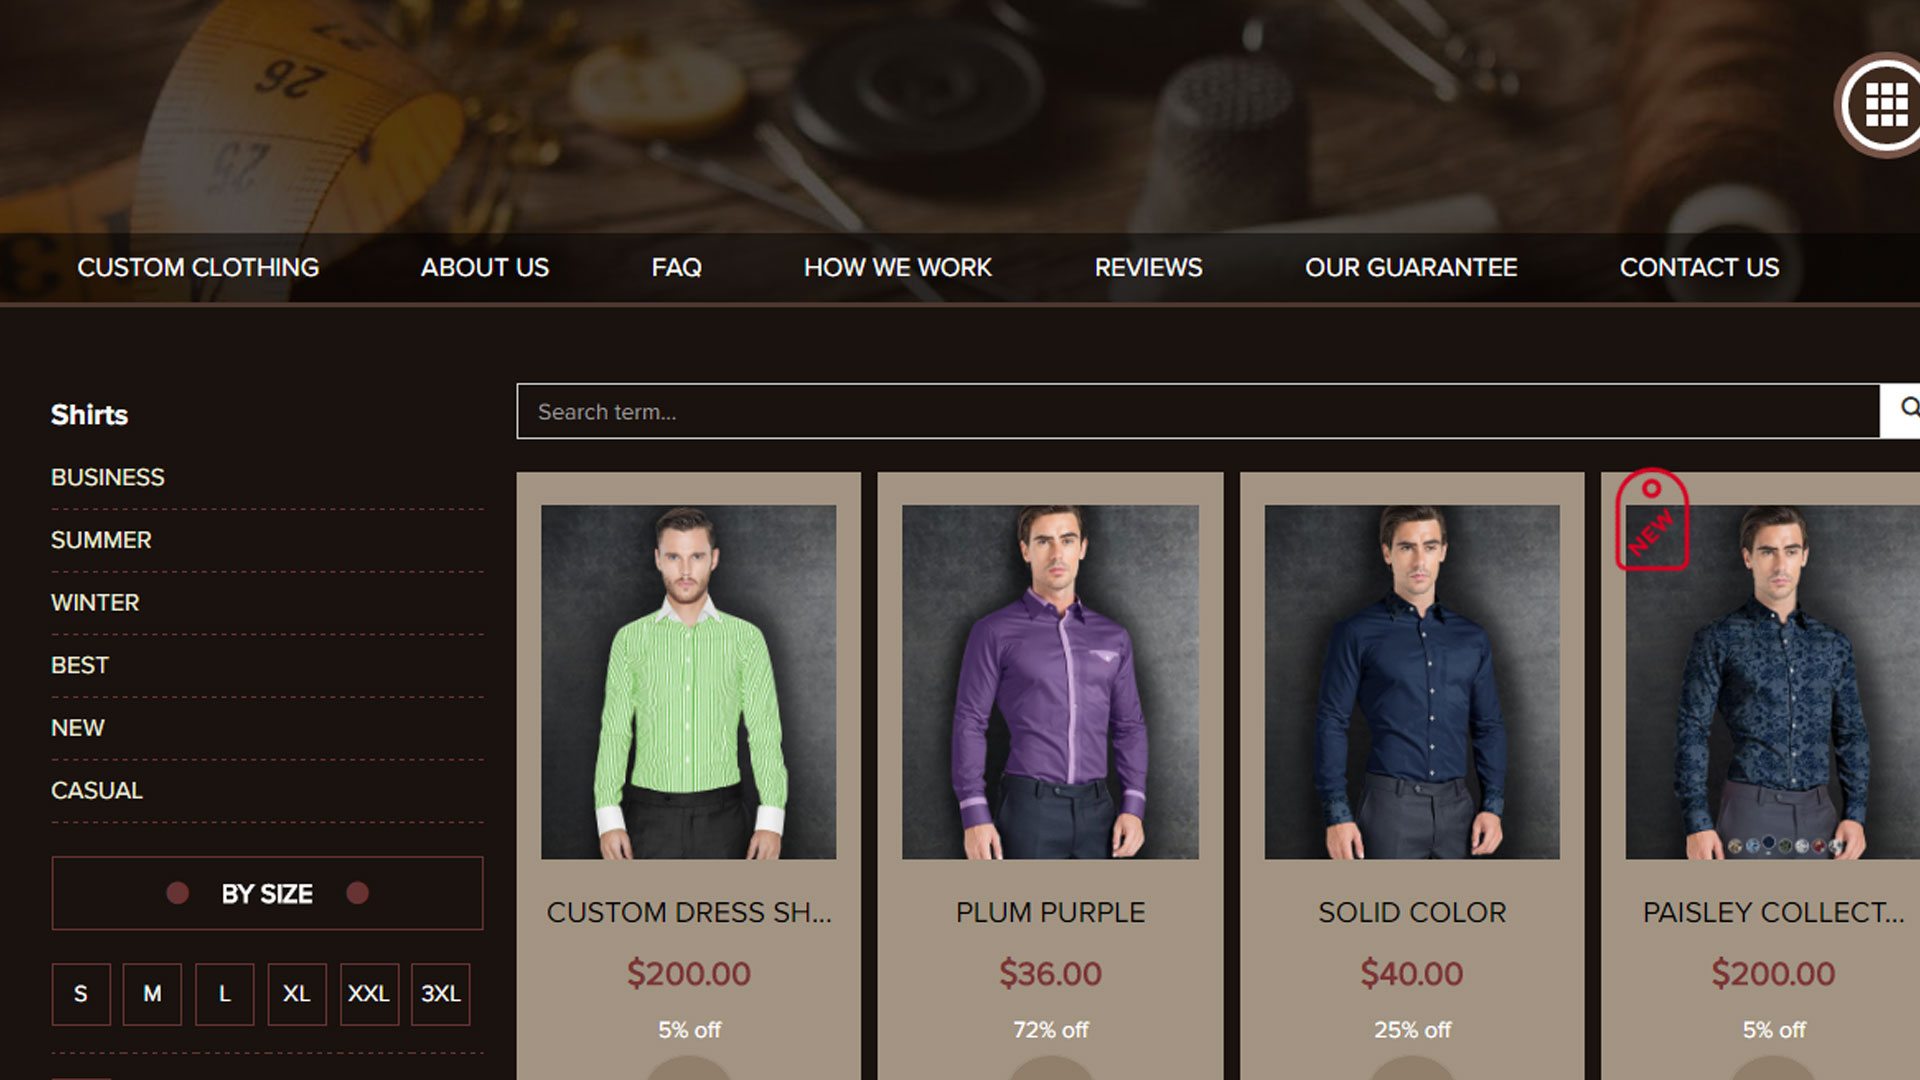 26
25
CUSTOM CLOTHING ABOUT US FAQ HOW WE WORK REVIEWS OUR GUARANTEE CONTACT US
Shirts
BUSINESS
SUMMER
WINTER
BEST
NEW
CASUAL
BY SIZE
S M L XL XXL 3XL
Search term...
NEW
CUSTOM DRESS SH...
$200.00
5% off
PLUM PURPLE
$36.00
72% off
SOLID COLOR
$40.00
25% off
PAISLEY COLLECT...
$200.00
5% off